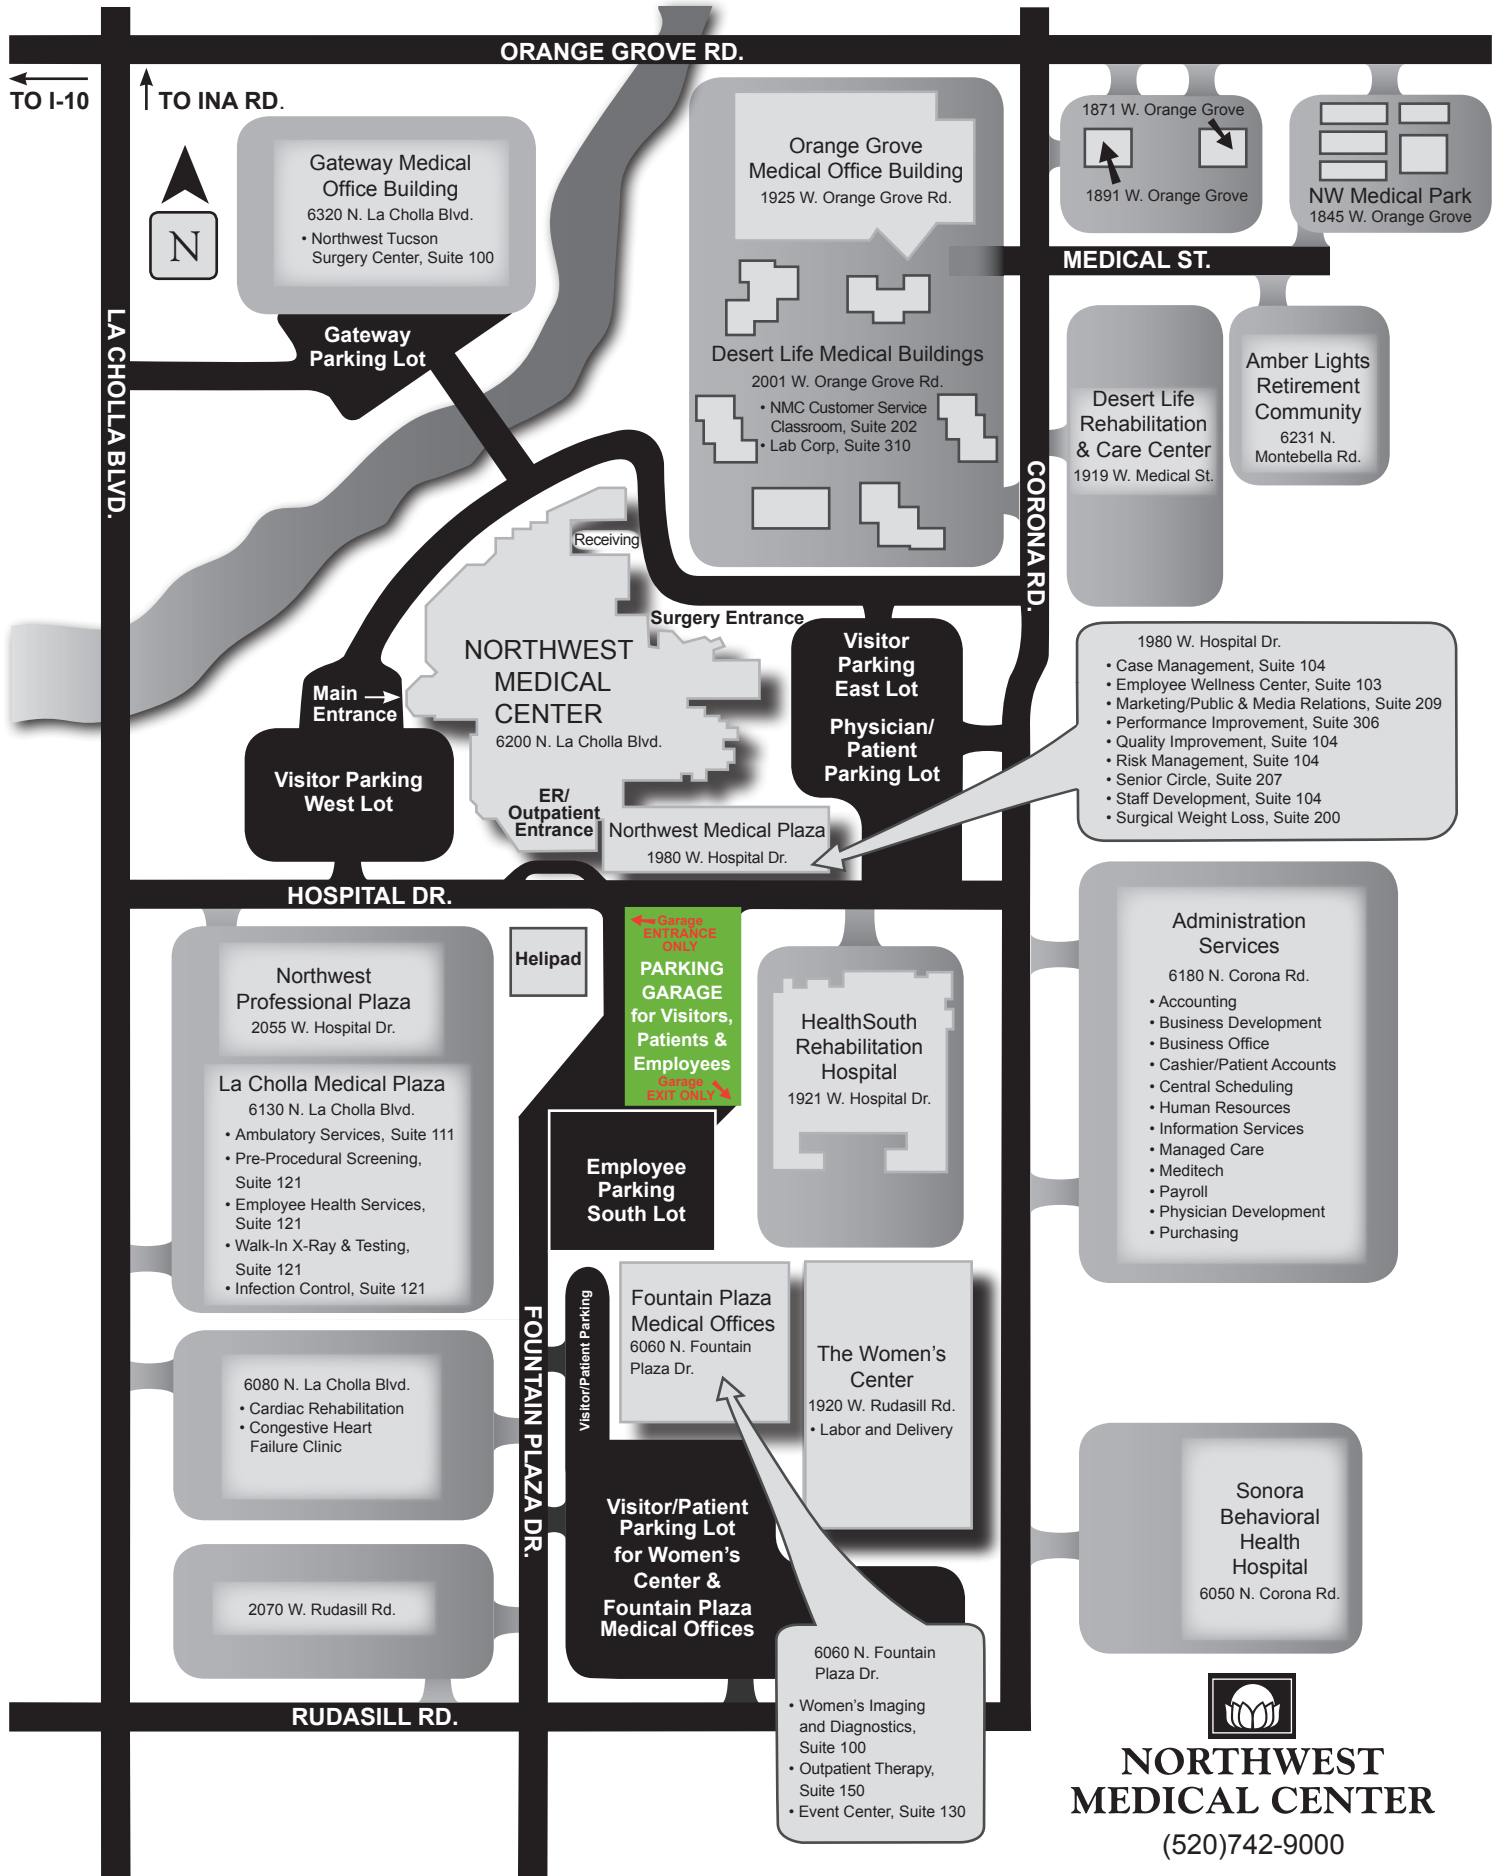 ORANGE GROVE RD.
TO I-10
TO INA RD.
N
LA CHOLLA BLVD.
Gateway Medical
Office Building
6320 N. La Cholla Blvd.
• Northwest Tucson
Surgery Center, Suite 100
Gateway
Parking Lot
Orange Grove
Medical Office Building
1925 W. Orange Grove Rd.
Desert Life Medical Buildings
2001 W. Orange Grove Rd.
• NMC Customer Service
Classroom, Suite 202
• Lab Corp, Suite 310
1871 W. Orange Grove
1891 W. Orange Grove
NW Medical Park
1845 W. Orange Grove
MEDICAL ST.
CORONA RD.
Desert Life
Rehabilitation
& Care Center
1919 W. Medical St.
Amber Lights
Retirement
Community
6231 N.
Montebella Rd.
Receiving
Surgery Entrance
NORTHWEST
MEDICAL
CENTER
6200 N. La Cholla Blvd.
Main
Entrance
Visitor Parking
West Lot
ER/
Outpatient
Entrance
Northwest Medical Plaza
1980 W. Hospital Dr.
Visitor
Parking
East Lot
Physician/
Patient
Parking Lot
1980 W. Hospital Dr.
• Case Management, Suite 104
• Employee Wellness Center, Suite 103
• Marketing/Public & Media Relations, Suite 209
• Performance Improvement, Suite 306
• Quality Improvement, Suite 104
• Risk Management, Suite 104
• Senior Circle, Suite 207
• Staff Development, Suite 104
• Surgical Weight Loss, Suite 200
HOSPITAL DR.
Northwest
Professional Plaza
2055 W. Hospital Dr.
La Cholla Medical Plaza
6130 N. La Cholla Blvd.
• Ambulatory Services, Suite 111
• Pre-Procedural Screening,
Suite 121
• Employee Health Services,
Suite 121
• Walk-In X-Ray & Testing,
Suite 121
• Infection Control, Suite 121
Helipad
Garage
ENTRANCE
ONLY
PARKING
GARAGE
for Visitors,
Patients &
Employees
Garage
EXIT ONLY
Employee
Parking
South Lot
HealthSouth
Rehabilitation
Hospital
1921 W. Hospital Dr.
Administration
Services
6180 N. Corona Rd.
• Accounting
• Business Development
• Business Office
• Cashier/Patient Accounts
• Central Scheduling
• Human Resources
• Information Services
• Managed Care
• Meditech
• Payroll
• Physician Development
• Purchasing
6080 N. La Cholla Blvd.
• Cardiac Rehabilitation
• Congestive Heart
Failure Clinic
FOUNTAIN PLAZA DR.
Visitor/Patient Parking
Fountain Plaza
Medical Offices
6060 N. Fountain
Plaza Dr.
The Women's
Center
1920 W. Rudasill Rd.
• Labor and Delivery
Visitor/Patient
Parking Lot
for Women's
Center &
Fountain Plaza
Medical Offices
2070 W. Rudasill Rd.
Sonora
Behavioral
Health
Hospital
6050 N. Corona Rd.
6060 N. Fountain
Plaza Dr.
• Women's Imaging
and Diagnostics,
Suite 100
• Outpatient Therapy,
Suite 150
• Event Center, Suite 130
RUDASILL RD.
NORTHWEST
MEDICAL CENTER
(520)742-9000